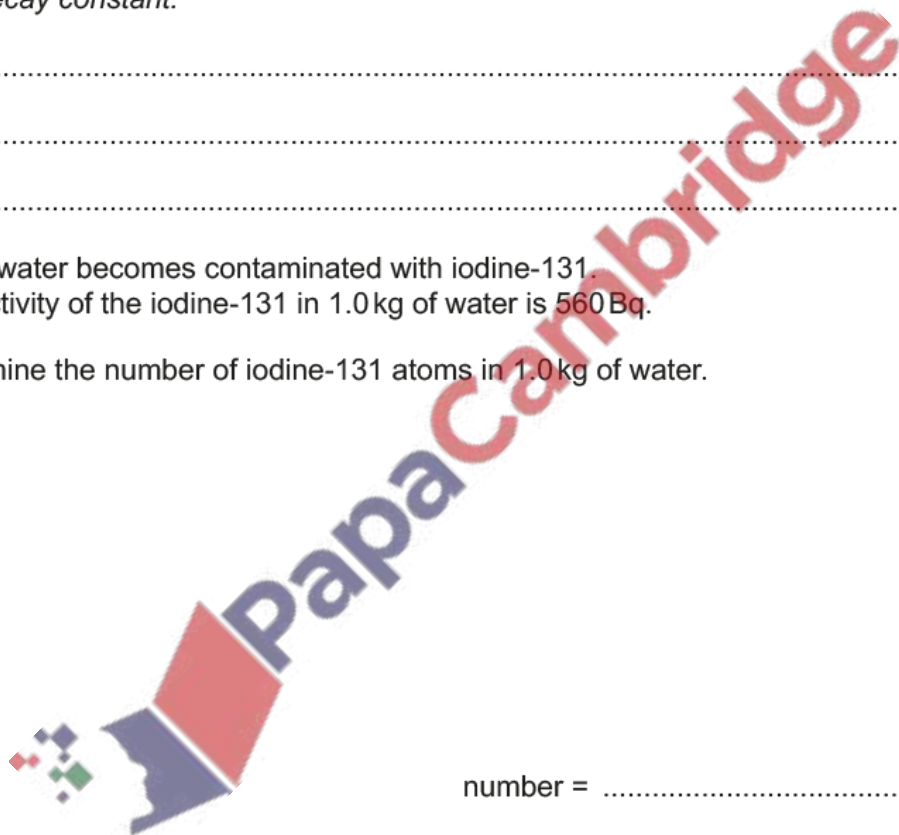 cay constant.
water becomes contaminated with iodine-131.
tivity of the iodine-131 in 1.0 kg of water is 560 Bq.
ine the number of iodine-131 atoms in 1.0 kg of water.
PapaCambridge
number =